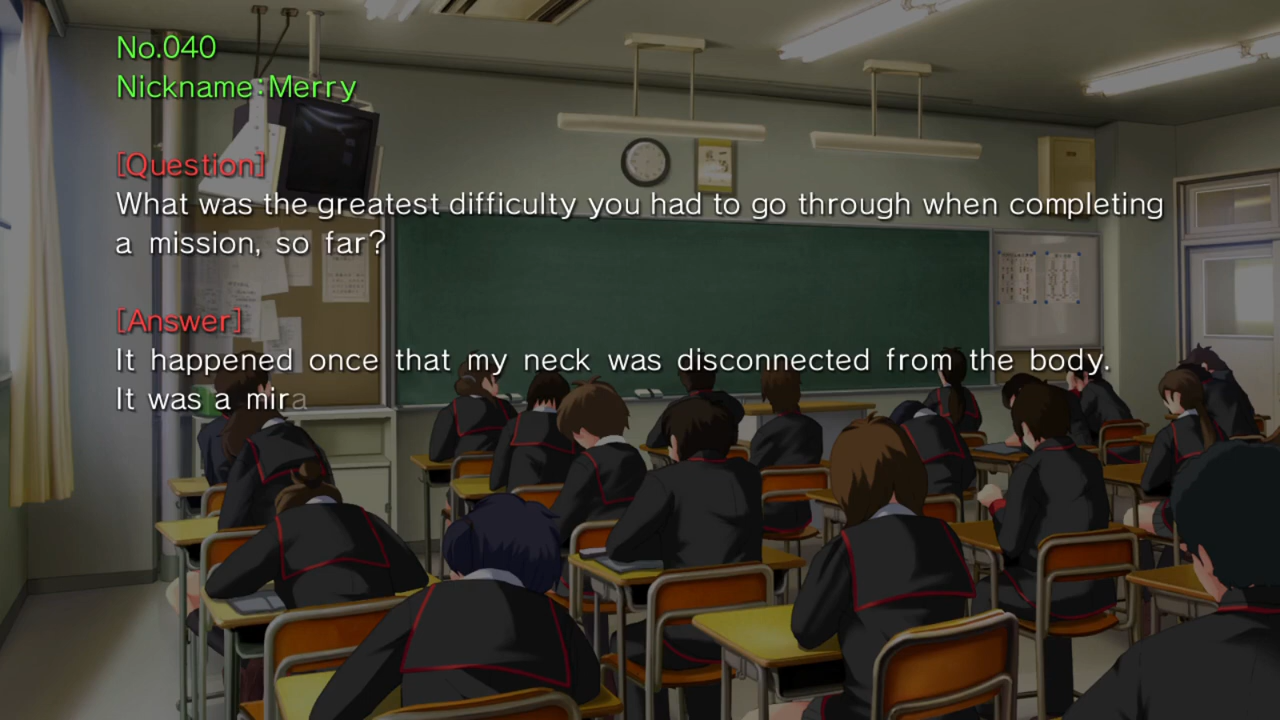 No.040
Nickname:Merry
[Question]
What was the greatest difficulty you had to go through when completing
a mission, so far?
[Answer]
It happened once that my neck was disconnected from the body.
It was a mira